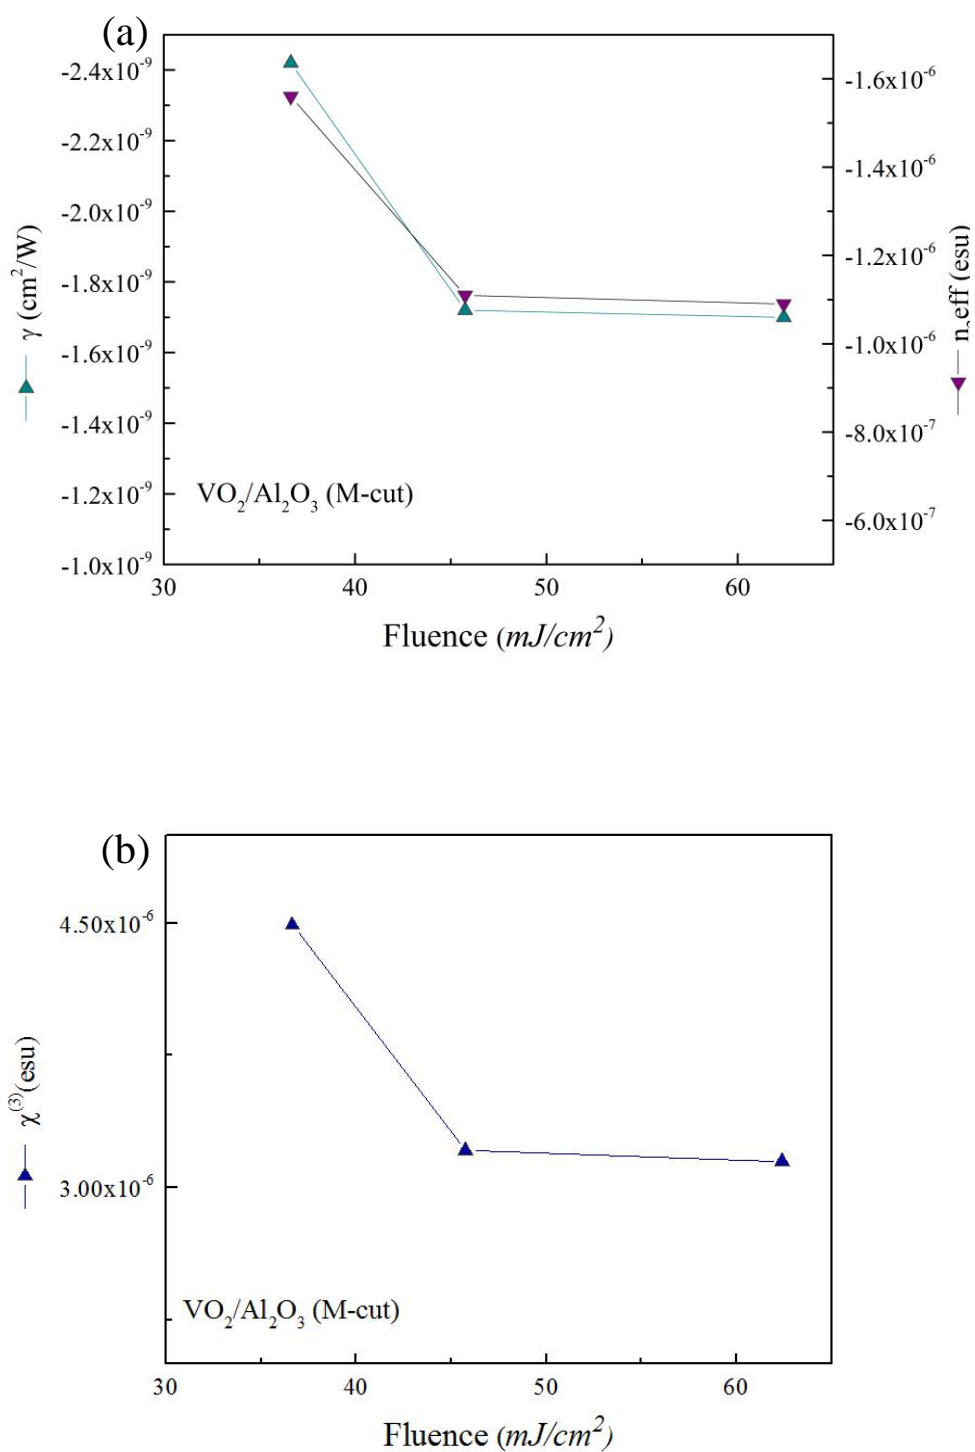 (a)
-2.4x10⁻⁹
-2.2x10⁻⁹
-2.0x10⁻⁹
-1.8x10⁻⁹
-1.6x10⁻⁹
-1.4x10⁻⁹
-1.2x10⁻⁹
-1.0x10⁻⁹
γ (cm²/W)
-1.6x10⁻⁶
-1.4x10⁻⁶
-1.2x10⁻⁶
-1.0x10⁻⁶
-8.0x10⁻⁷
-6.0x10⁻⁷
n₂eff (esu)
VO₂/Al₂O₃ (M-cut)
30 40 50 60
Fluence (mJ/cm²)
(b)
4.50x10⁻⁶
3.00x10⁻⁶
χ⁽³⁾(esu)
VO₂/Al₂O₃ (M-cut)
30 40 50 60
Fluence (mJ/cm²)